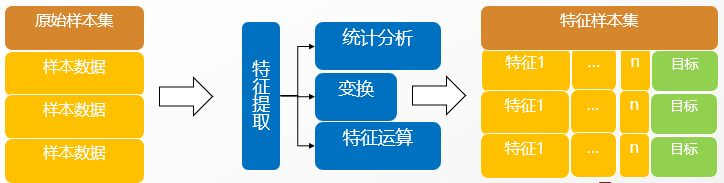 原始样本集
样本数据
样本数据
样本数据
特征提取
统计分析
变换
特征运算
特征样本集
特征1 ... n 目标
特征1 ... n 目标
特征1 ... n 目标